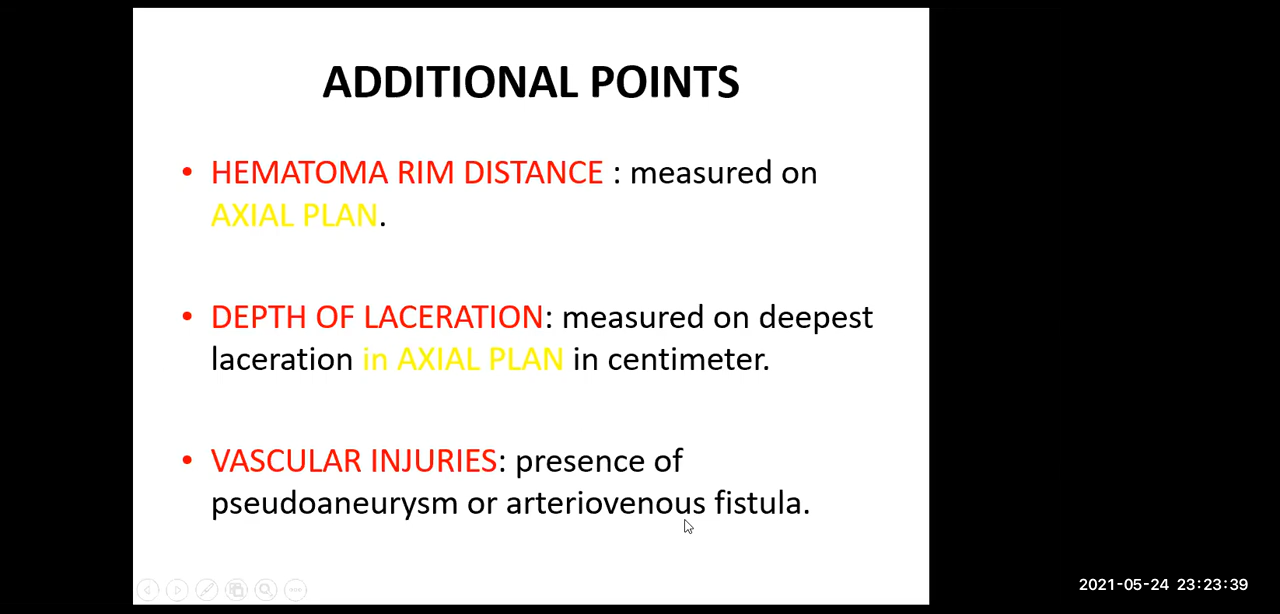 ADDITIONAL POINTS
• HEMATOMA RIM DISTANCE : measured on
AXIAL PLAN.
• DEPTH OF LACERATION: measured on deepest
laceration in AXIAL PLAN in centimeter.
• VASCULAR INJURIES: presence of
pseudoaneurysm or arteriovenous fistula.
2021-05-24 23:23:39